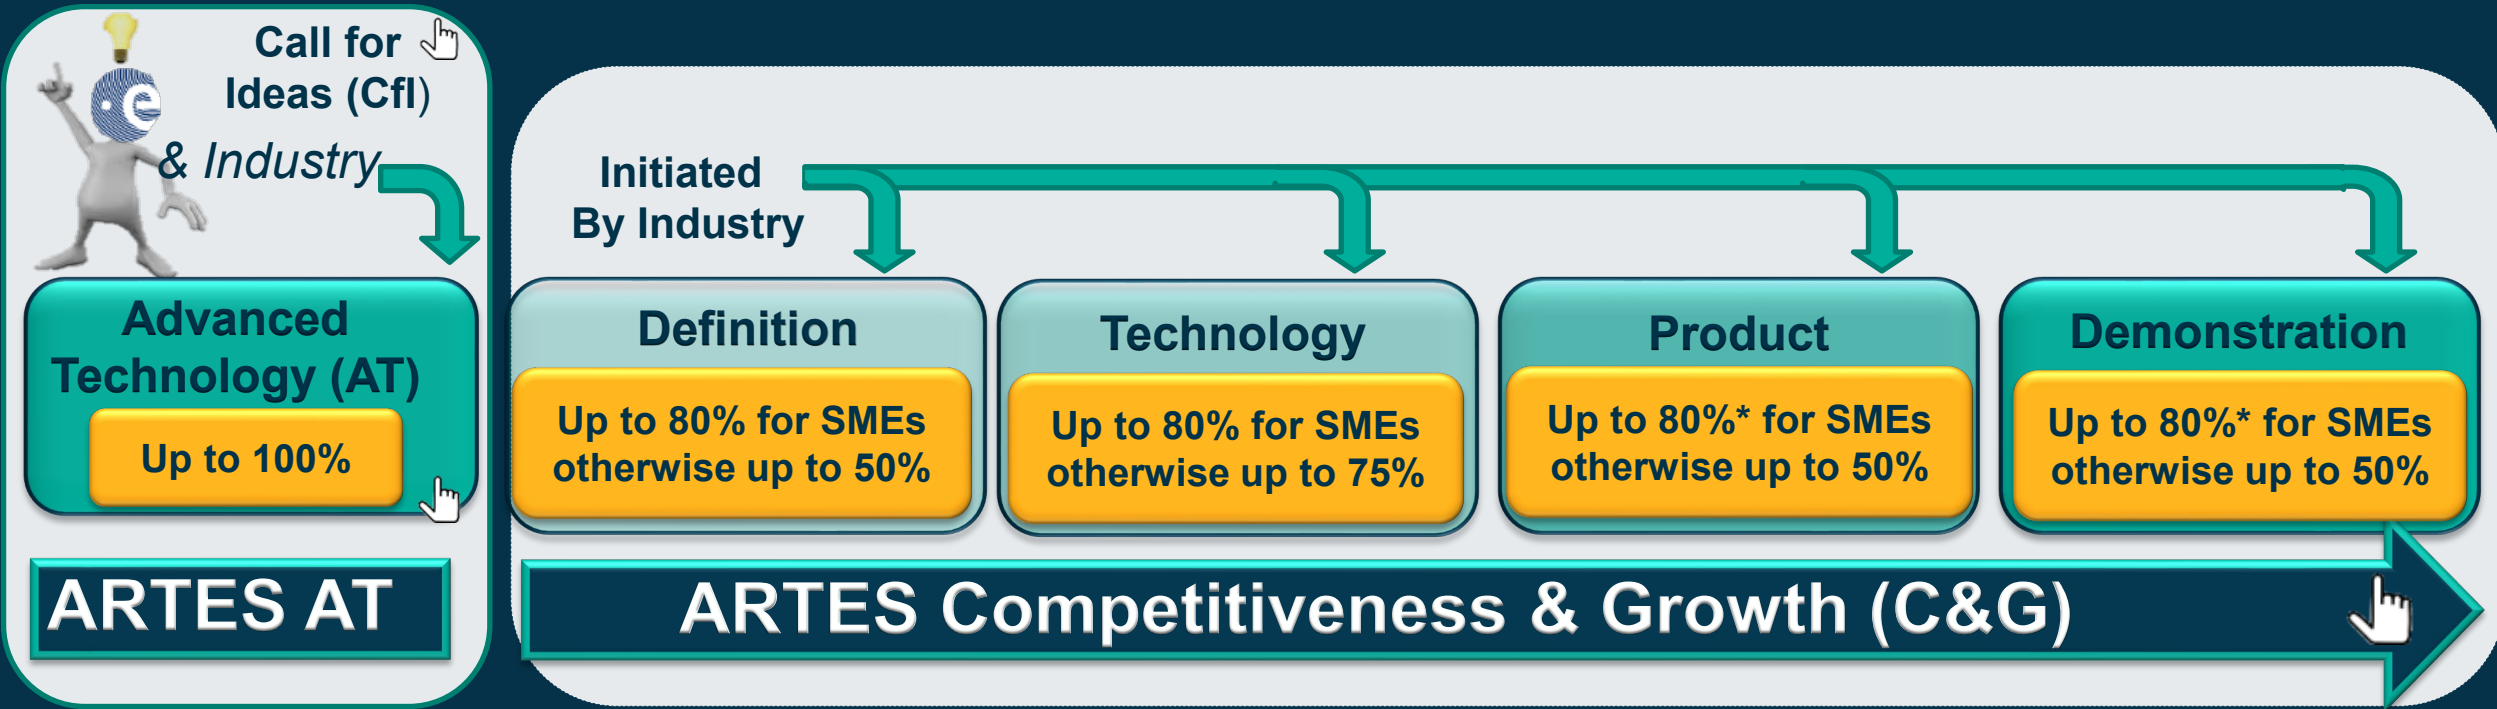 Call for
Ideas (CfI)
& Industry
Advanced
Technology (AT)
Up to 100%
ARTES AT
Initiated
By Industry
Definition
Up to 80% for SMEs
otherwise up to 50%
Technology
Up to 80% for SMEs
otherwise up to 75%
Product
Up to 80%* for SMEs
otherwise up to 50%
Demonstration
Up to 80%* for SMEs
otherwise up to 50%
ARTES Competitiveness & Growth (C&G)